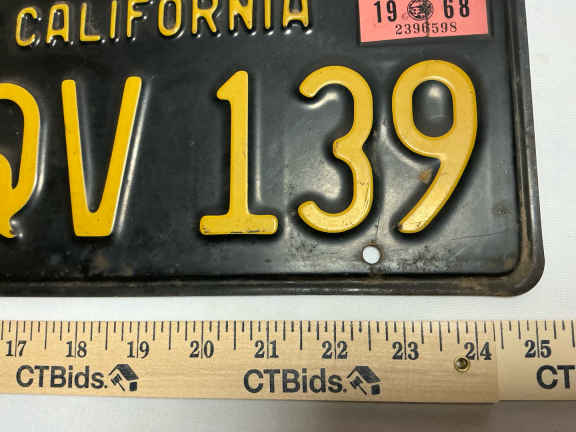 CALIFORNIA
19 68
2396598
QV 139
17 18 19 20 21 22 23 24 25
CTBids. CTBids. CT